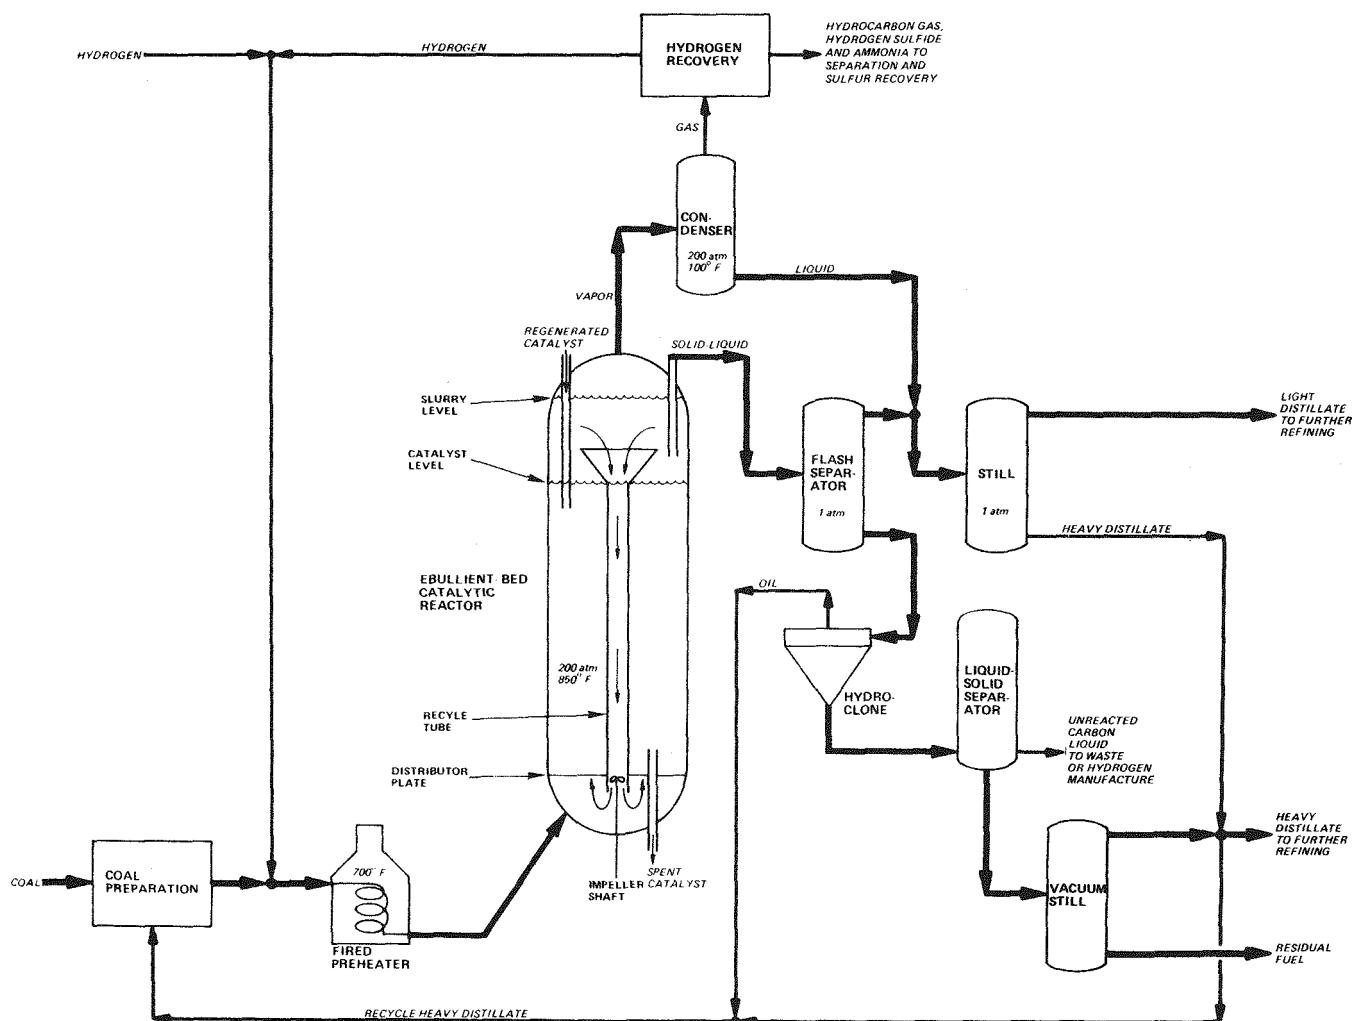 HYDROCARBON GAS,
HYDROGEN SULFIDE
AND AMMONIA TO
SEPARATION AND
SULFUR RECOVERY
HYDROGEN
HYDROGEN
HYDROGEN
RECOVERY
GAS
CON-
DENSER
200 atm
100° F
LIQUID
VAPOR
REGENERATED
CATALYST
SOLID-LIQUID
SLURRY
LEVEL
LIGHT
DISTILLATE
TO FURTHER
REFINING
CATALYST
LEVEL
FLASH
SEPAR-
ATOR
1 atm
STILL
1 atm
HEAVY DISTILLATE
EBULLIENT-BED
CATALYTIC
REACTOR
OIL
200 atm
850° F
HYDRO-
CLONE
LIQUID-
SOLID
SEPAR-
ATOR
RECYLE
TUBE
UNREACTED
CARBON
LIQUID
TO WASTE
OR HYDROGEN
MANUFACTURE
DISTRIBUTOR
PLATE
HEAVY
DISTILLATE
TO FURTHER
REFINING
COAL
COAL
PREPARATION
700° F
IMPELLER
SHAFT
SPENT
CATALYST
VACUUM
STILL
FIRED
PREHEATER
RESIDUAL
FUEL
RECYCLE HEAVY DISTILLATE